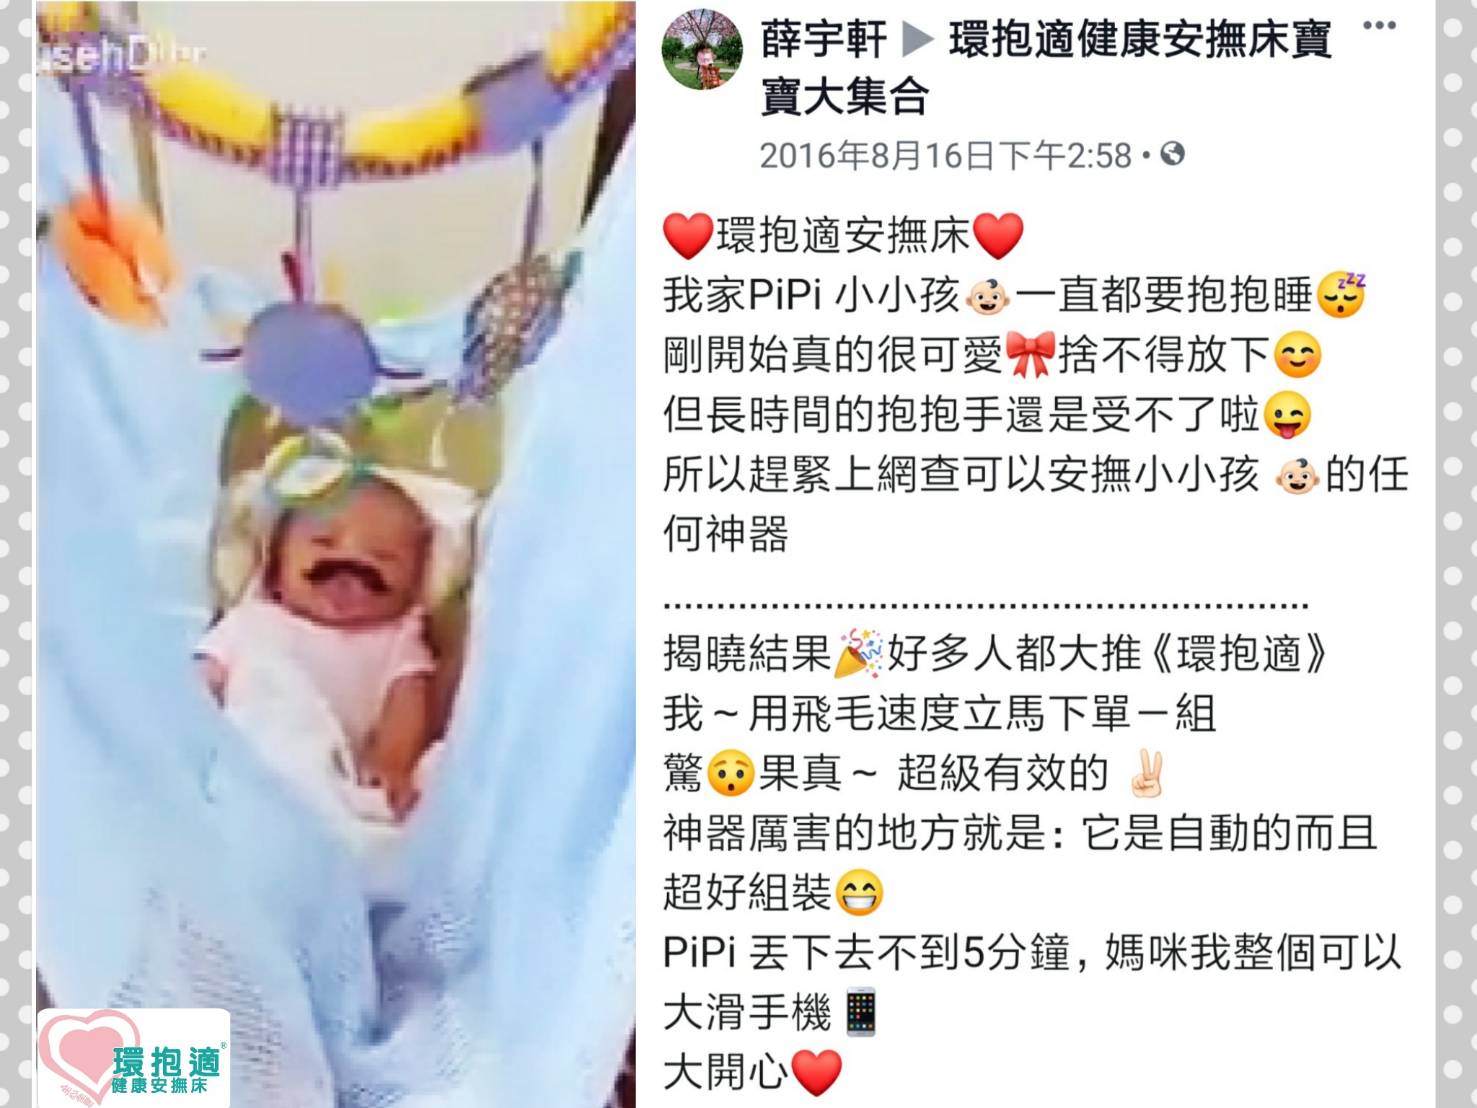 薛宇軒 ▶ 環抱適健康安撫床寶
寶大集合
2016年8月16日下午2:58
❤️環抱適安撫床❤️
我家PiPi 小小孩👶🏻一直都要抱抱睡😴
剛開始真的很可愛🎀捨不得放下😊
但長時間的抱抱手還是受不了啦😜
所以趕緊上網查可以安撫小小孩 👶🏻的任
何神器
............................................................
揭曉結果🎉好多人都大推《環抱適》
我～用飛毛速度立馬下單一組
驚😯果真～ 超級有效的 ✌🏻
神器厲害的地方就是：它是自動的而且
超好組裝😁
PiPi 丟下去不到5分鐘，媽咪我整個可以
大滑手機📱
大開心❤️
環抱適®
健康安撫床